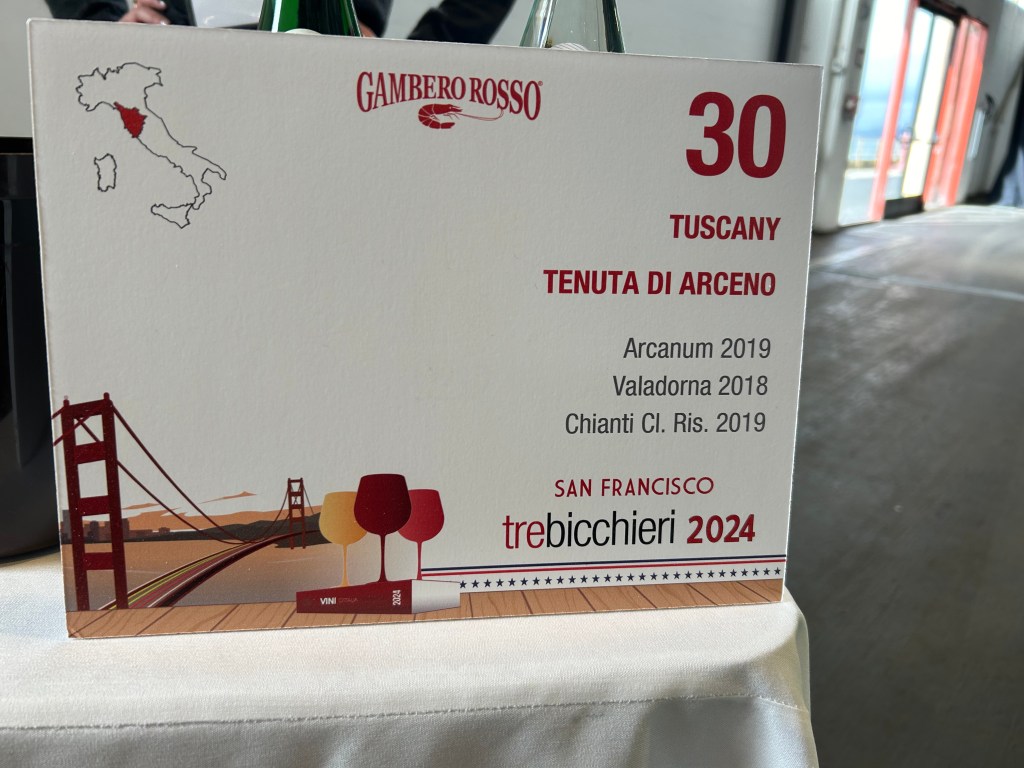 GAMBERO ROSSO®
30
TUSCANY
TENUTA DI ARCENO
Arcanum 2019
Valadorna 2018
Chianti Cl. Ris. 2019
SAN FRANCISCO
trebicchieri 2024
VINI D'ITALIA 2024